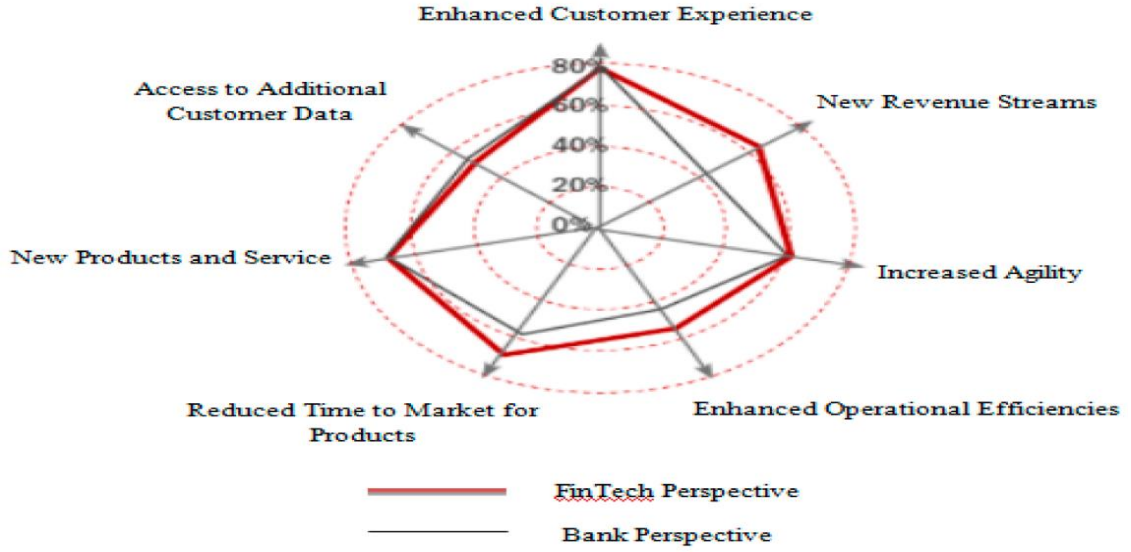 Enhanced Customer Experience
80%
Access to Additional
Customer Data
New Revenue Streams
60%
40%
20%
0%
New Products and Service
Increased Agility
Reduced Time to Market for
Products
Enhanced Operational Efficiencies
FinTech Perspective
Bank Perspective